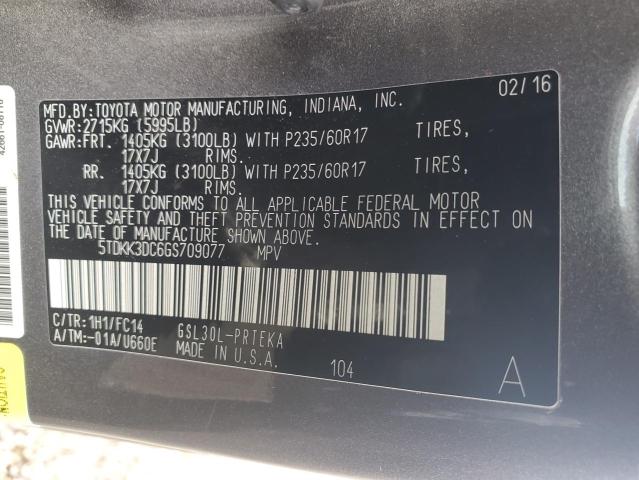 02/16
MFD.BY:TOYOTA MOTOR MANUFACTURING, INDIANA, INC.
GVWR:2715KG (5995LB)
GAWR:FRT. 1405KG (3100LB) WITH P235/60R17 TIRES,
17X7J RIMS.
RR. 1405KG (3100LB) WITH P235/60R17 TIRES,
17X7J RIMS.
THIS VEHICLE CONFORMS TO ALL APPLICABLE FEDERAL MOTOR
VEHICLE SAFETY AND THEFT PREVENTION STANDARDS IN EFFECT ON
THE DATE OF MANUFACTURE SHOWN ABOVE.
5TDKK3DC6GS709077 MPV
C/TR:1H1/FC14 GSL30L-PRTEKA
A/TM:-01A/U660E MADE IN U.S.A.
104
A